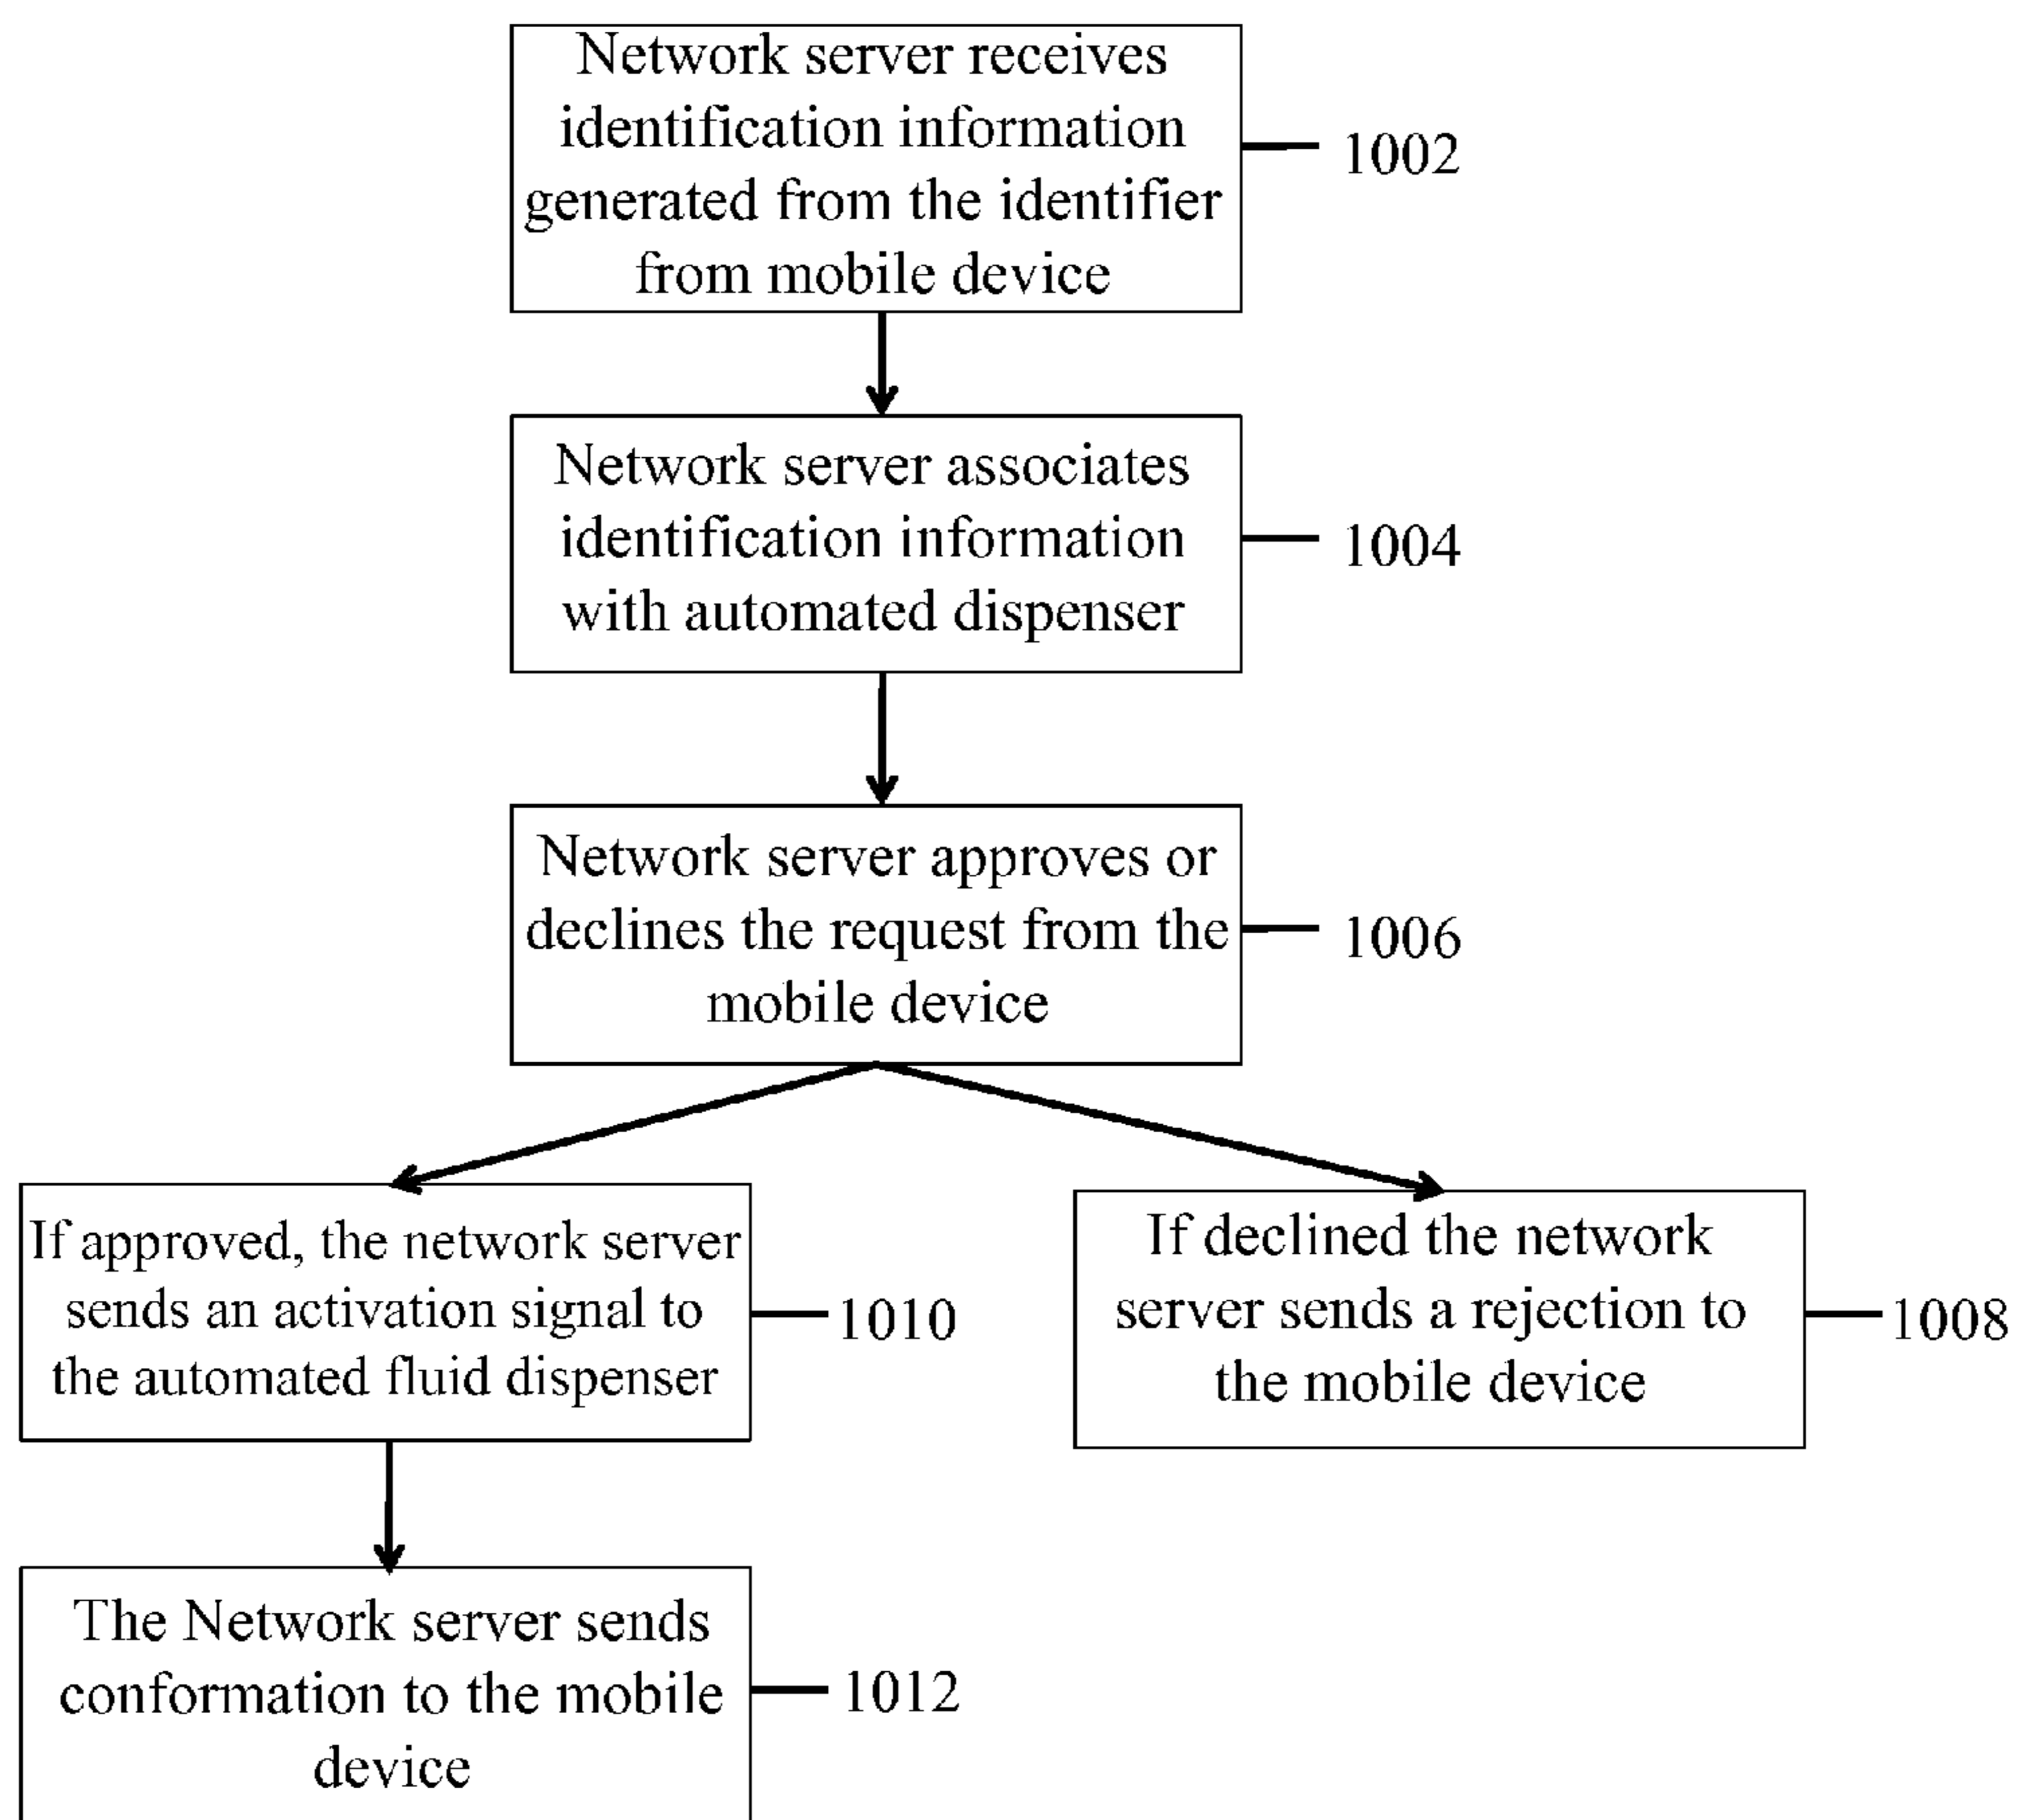 Network server receives
identification information
generated from the identifier
from mobile device
1002
Network server associates
identification information
with automated dispenser
1004
Network server approves or
declines the request from the
mobile device
1006
If approved, the network server
sends an activation signal to
the automated fluid dispenser
1010
If declined the network
server sends a rejection to
the mobile device
1008
The Network server sends
conformation to the mobile
device
1012